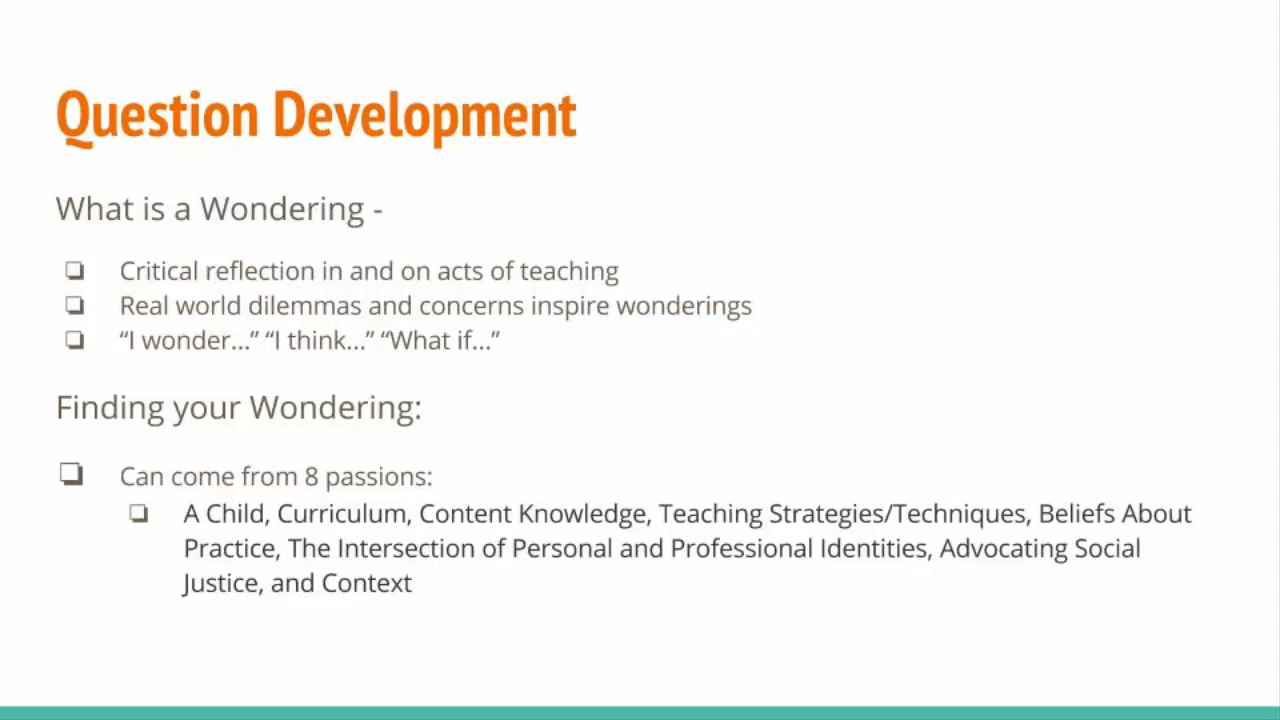 Question Development
What is a Wondering -
Critical reflection in and on acts of teaching
Real world dilemmas and concerns inspire wonderings
“I wonder...” “I think...” “What if...”
Finding your Wondering:
Can come from 8 passions:
A Child, Curriculum, Content Knowledge, Teaching Strategies/Techniques, Beliefs About
Practice, The Intersection of Personal and Professional Identities, Advocating Social
Justice, and Context